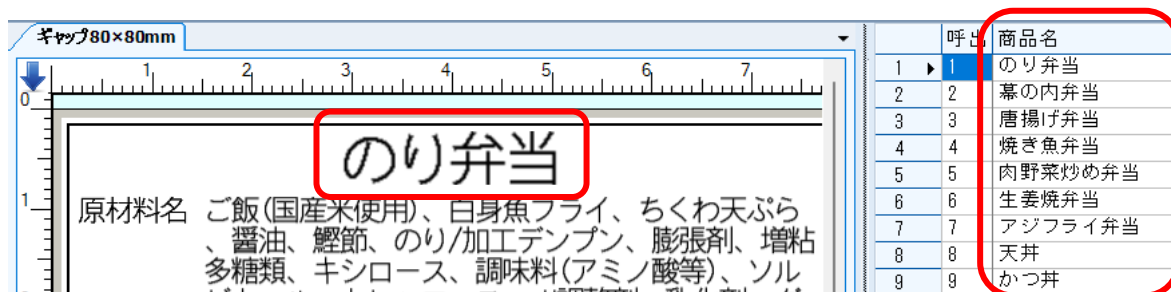 ギャップ80×80mm
1 2 3 4 5 6 7
0
のり弁当
1
原材料名 ご飯(国産米使用)、白身魚フライ、ちくわ天ぷら
、醤油、鰹節、のり/加工デンプン、膨張剤、増粘
多糖類、キシロース、調味料(アミノ酸等)、ソル
呼出 商品名
1 1 のり弁当
2 2 幕の内弁当
3 3 唐揚げ弁当
4 4 焼き魚弁当
5 5 肉野菜炒め弁当
6 6 生姜焼弁当
7 7 アジフライ弁当
8 8 天丼
9 9 かつ丼